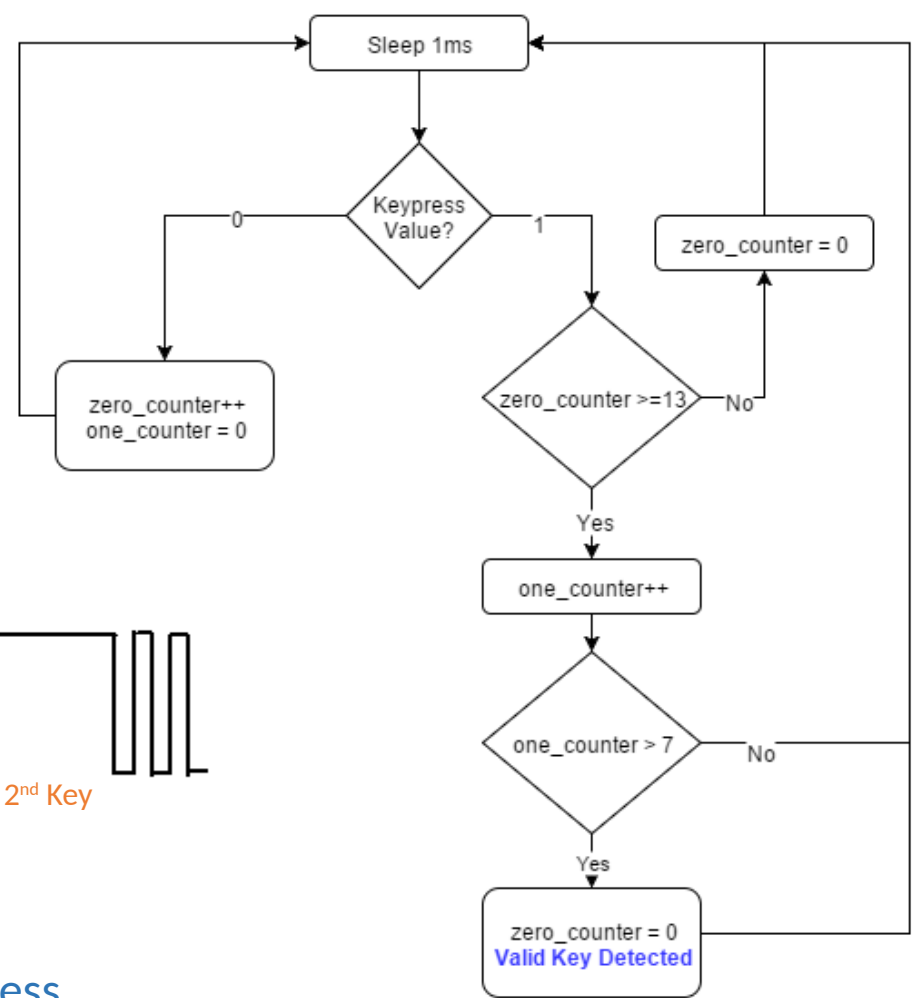 Sleep 1ms
Keypress
Value?
0
1
zero_counter = 0
zero_counter++
one_counter = 0
zero_counter >=13
No
Yes
one_counter++
one_counter > 7
No
2nd Key
Yes
zero_counter = 0
Valid Key Detected